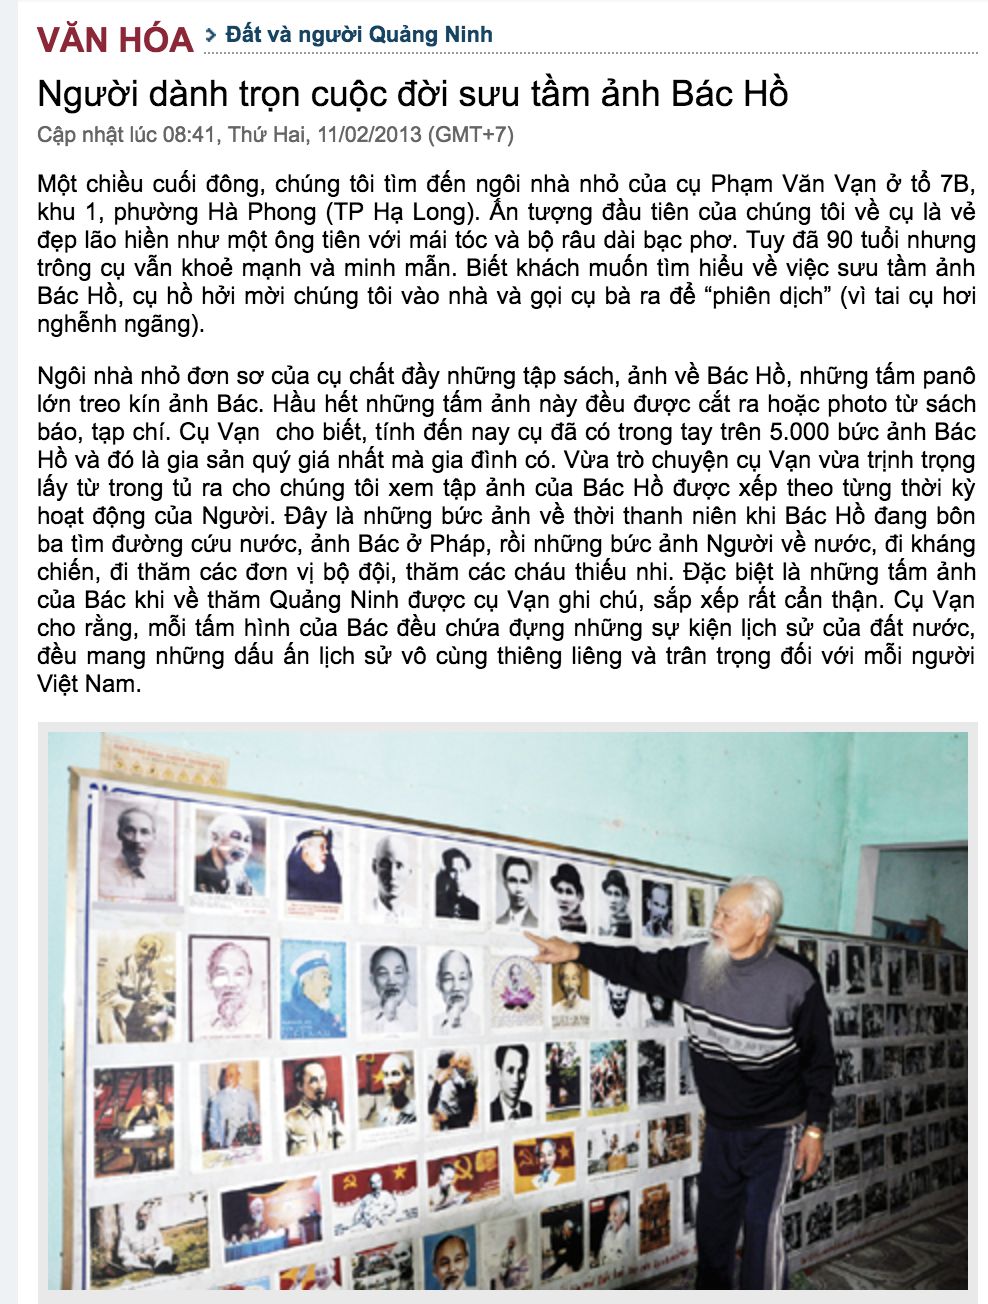 VĂN HÓA Đất và người Quảng Ninh
Người dành trọn cuộc đời sưu tầm ảnh Bác Hồ
Cập nhật lúc 08:41, Thứ Hai, 11/02/2013 (GMT+7)
Một chiều cuối đông, chúng tôi tìm đến ngôi nhà nhỏ của cụ Phạm Văn Vạn ở tổ 7B,
khu 1, phường Hà Phong (TP Hạ Long). Ấn tượng đầu tiên của chúng tôi về cụ là vẻ
đẹp lão hiền như một ông tiên với mái tóc và bộ râu dài bạc phơ. Tuy đã 90 tuổi nhưng
trông cụ vẫn khoẻ mạnh và minh mẫn. Biết khách muốn tìm hiểu về việc sưu tầm ảnh
Bác Hồ, cụ hồ hởi mời chúng tôi vào nhà và gọi cụ bà ra để “phiên dịch” (vì tai cụ hơi
nghễnh ngãng).
Ngôi nhà nhỏ đơn sơ của cụ chất đầy những tập sách, ảnh về Bác Hồ, những tấm panô
lớn treo kín ảnh Bác. Hầu hết những tấm ảnh này đều được cắt ra hoặc photo từ sách
báo, tạp chí. Cụ Vạn  cho biết, tính đến nay cụ đã có trong tay trên 5.000 bức ảnh Bác
Hồ và đó là gia sản quý giá nhất mà gia đình có. Vừa trò chuyện cụ Vạn vừa trịnh trọng
lấy từ trong tủ ra cho chúng tôi xem tập ảnh của Bác Hồ được xếp theo từng thời kỳ
hoạt động của Người. Đây là những bức ảnh về thời thanh niên khi Bác Hồ đang bôn
ba tìm đường cứu nước, ảnh Bác ở Pháp, rồi những bức ảnh Người về nước, đi kháng
chiến, đi thăm các đơn vị bộ đội, thăm các cháu thiếu nhi. Đặc biệt là những tấm ảnh
của Bác khi về thăm Quảng Ninh được cụ Vạn ghi chú, sắp xếp rất cẩn thận. Cụ Vạn
cho rằng, mỗi tấm hình của Bác đều chứa đựng những sự kiện lịch sử của đất nước,
đều mang những dấu ấn lịch sử vô cùng thiêng liêng và trân trọng đối với mỗi người
Việt Nam.